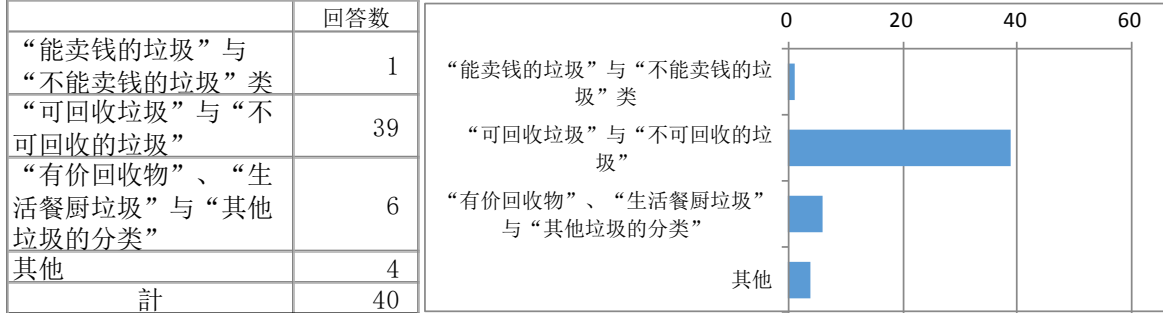 回答数
“能卖钱的垃圾”与
“不能卖钱的垃圾”类
1
“可回收垃圾”与“不
可回收的垃圾”
39
“有价回收物”、“生
活餐厨垃圾”与“其他
垃圾的分类”
6
其他
4
計
40
0
20
40
60
“能卖钱的垃圾”与“不能卖钱的垃
圾”类
“可回收垃圾”与“不可回收的垃
圾”
“有价回收物”、“生活餐厨垃圾”
与“其他垃圾的分类”
其他